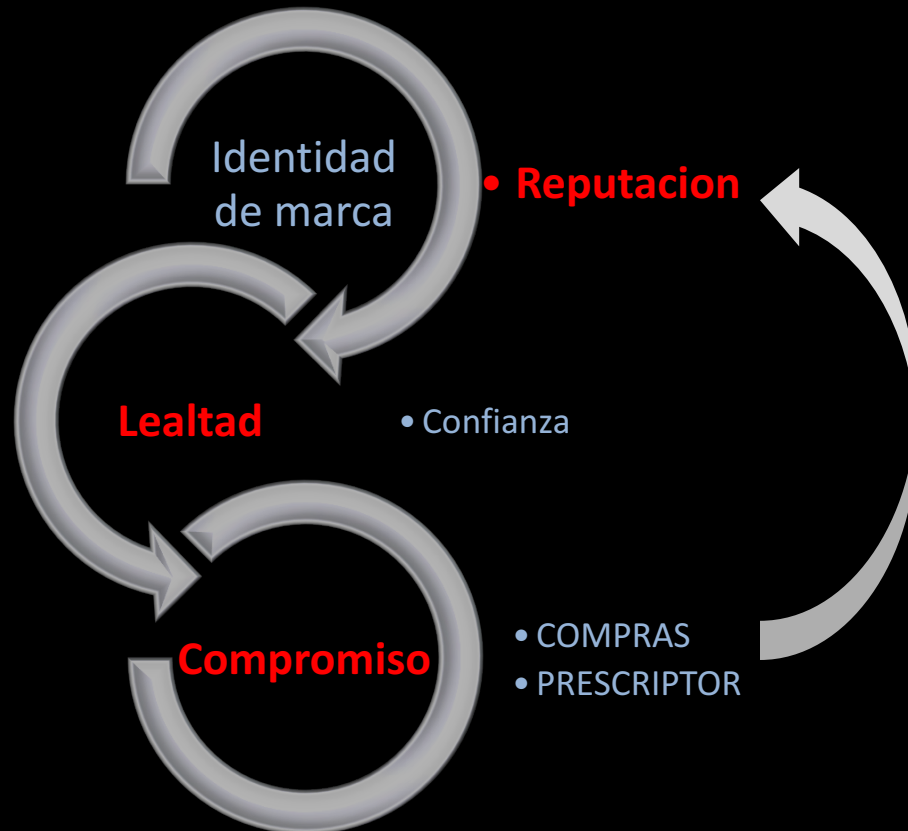 Identidad
de marca
• Reputacion
Lealtad
• Confianza
Compromiso
• COMPRAS
• PRESCRIPTOR